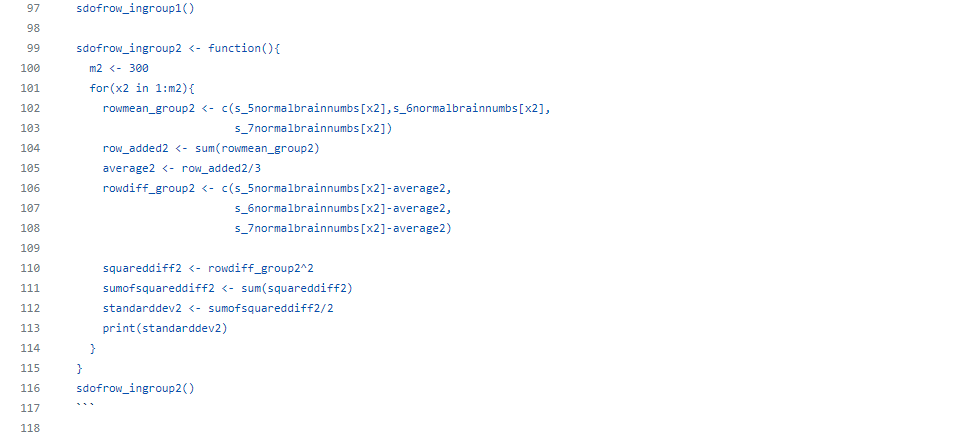 97 sdofrow_ingroup1()
98
99 sdofrow_ingroup2 <- function(){
100 m2 <- 300
101 for(x2 in 1:m2){
102 rowmean_group2 <- c(s_5normalbrainnumbs[x2],s_6normalbrainnumbs[x2],
103 s_7normalbrainnumbs[x2])
104 row_added2 <- sum(rowmean_group2)
105 average2 <- row_added2/3
106 rowdiff_group2 <- c(s_5normalbrainnumbs[x2]-average2,
107 s_6normalbrainnumbs[x2]-average2,
108 s_7normalbrainnumbs[x2]-average2)
109
110 squareddiff2 <- rowdiff_group2^2
111 sumofsquareddiff2 <- sum(squareddiff2)
112 standarddev2 <- sumofsquareddiff2/2
113 print(standarddev2)
114 }
115 }
116 sdofrow_ingroup2()
117 ```
118